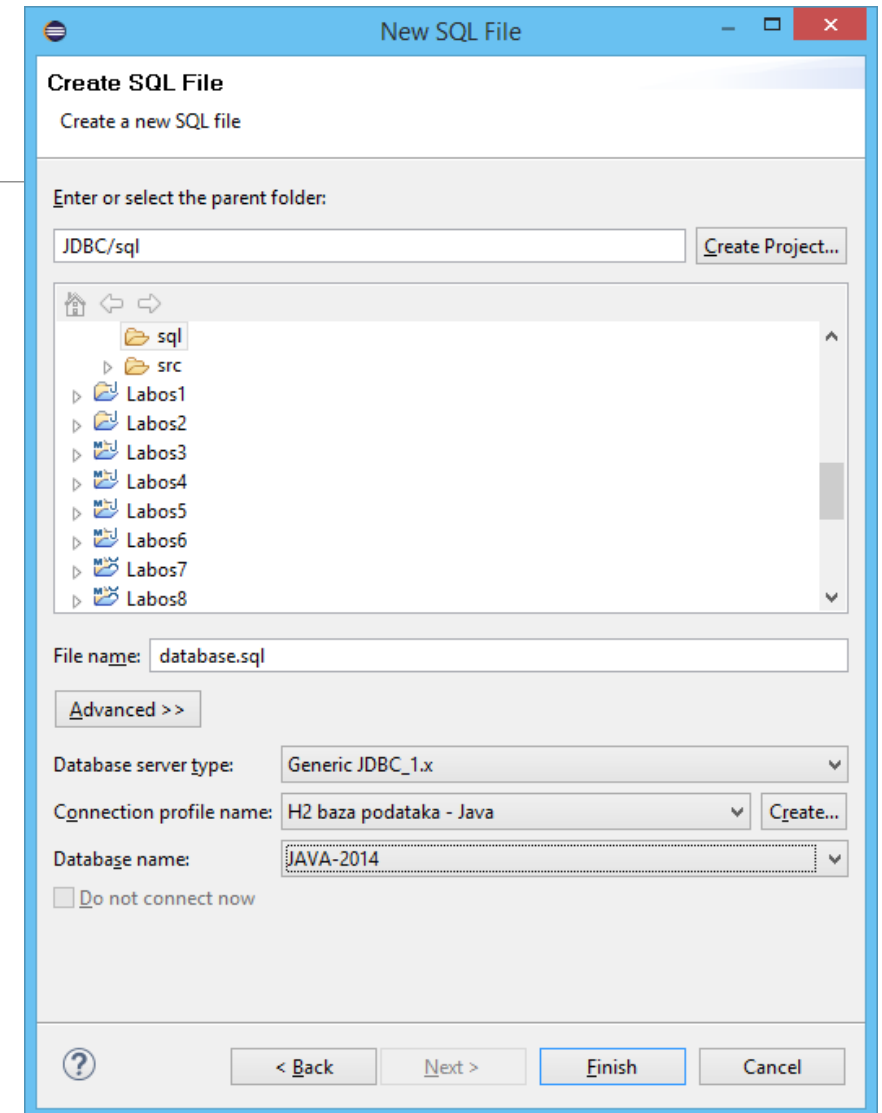 New SQL File
Create SQL File
Create a new SQL file
Enter or select the parent folder:
JDBC/sql Create Project...
sql
src
Labos1
Labos2
Labos3
Labos4
Labos5
Labos6
Labos7
Labos8
File name: database.sql
Advanced >>
Database server type: Generic JDBC_1.x
Connection profile name: H2 baza podataka - Java Create...
Database name: JAVA-2014
Do not connect now
? < Back Next > Finish Cancel